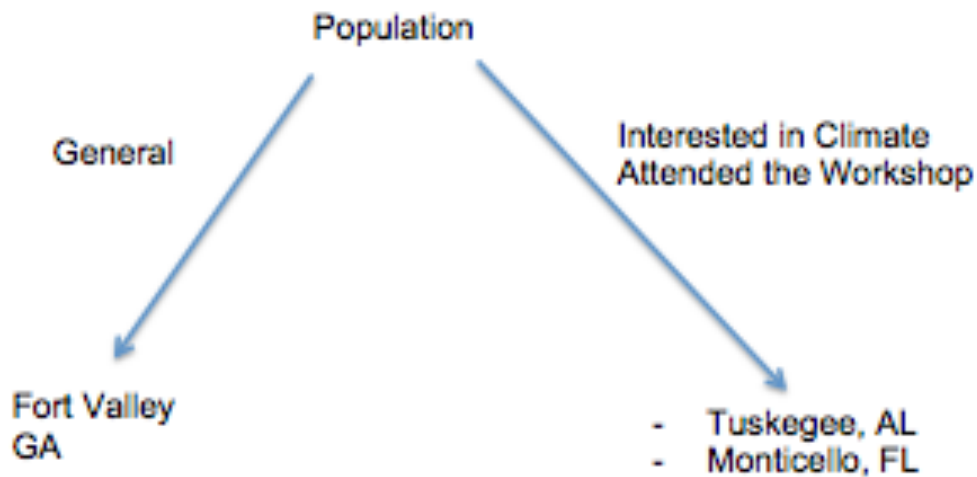 Population
General
Interested in Climate
Attended the Workshop
Fort Valley
GA
- Tuskegee, AL
- Monticello, FL